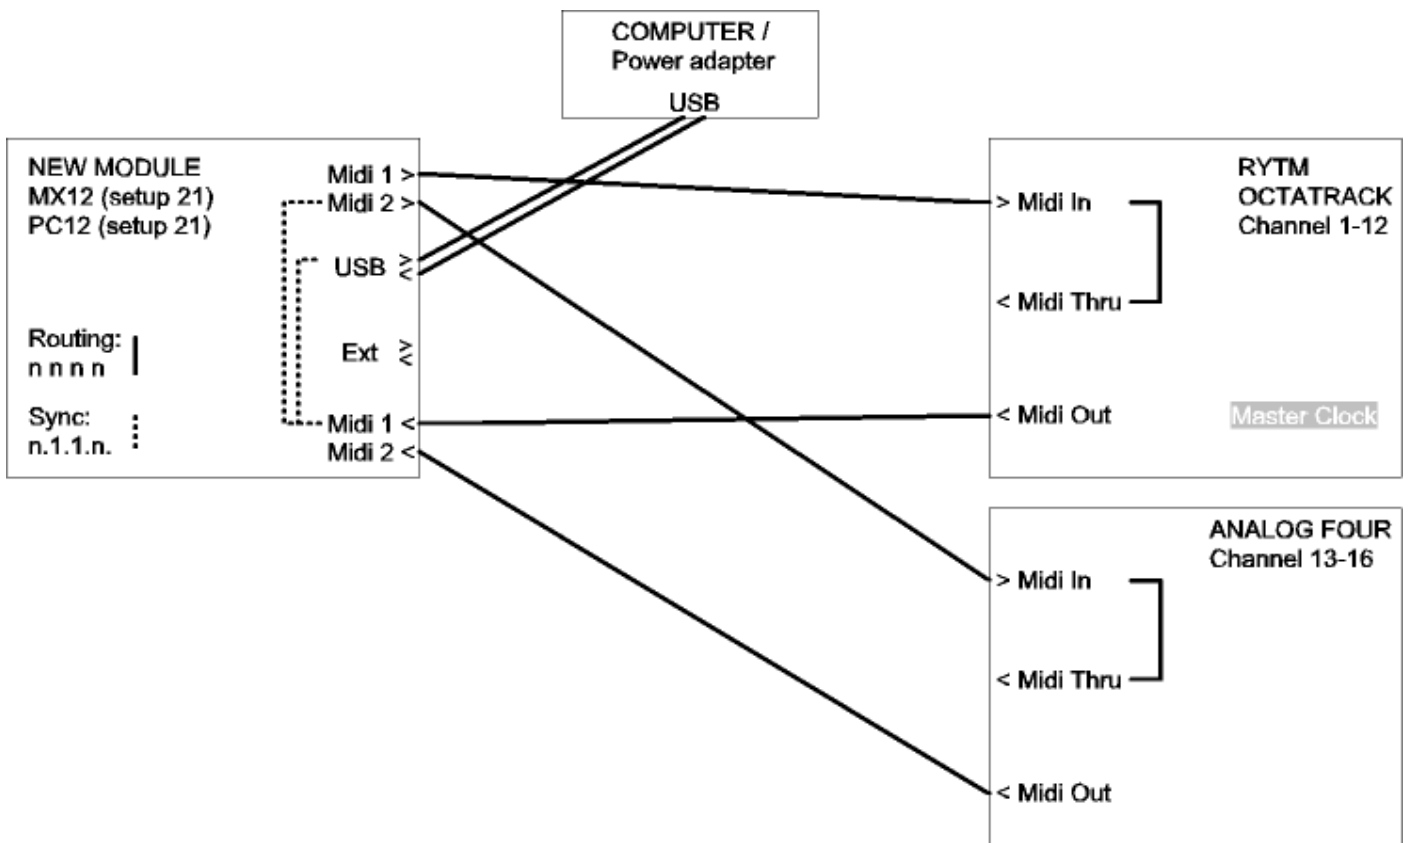 COMPUTER /
Power adapter
USB
NEW MODULE
MX12 (setup 21)
PC12 (setup 21)
Midi 1 >
Midi 2 >
USB >
<
Ext >
<
Routing:
n n n n
Sync:
n.1.1.n.
Midi 1 <
Midi 2 <
RYTM
OCTATRACK
Channel 1-12
> Midi In
< Midi Thru
< Midi Out
Master Clock
ANALOG FOUR
Channel 13-16
> Midi In
< Midi Thru
< Midi Out